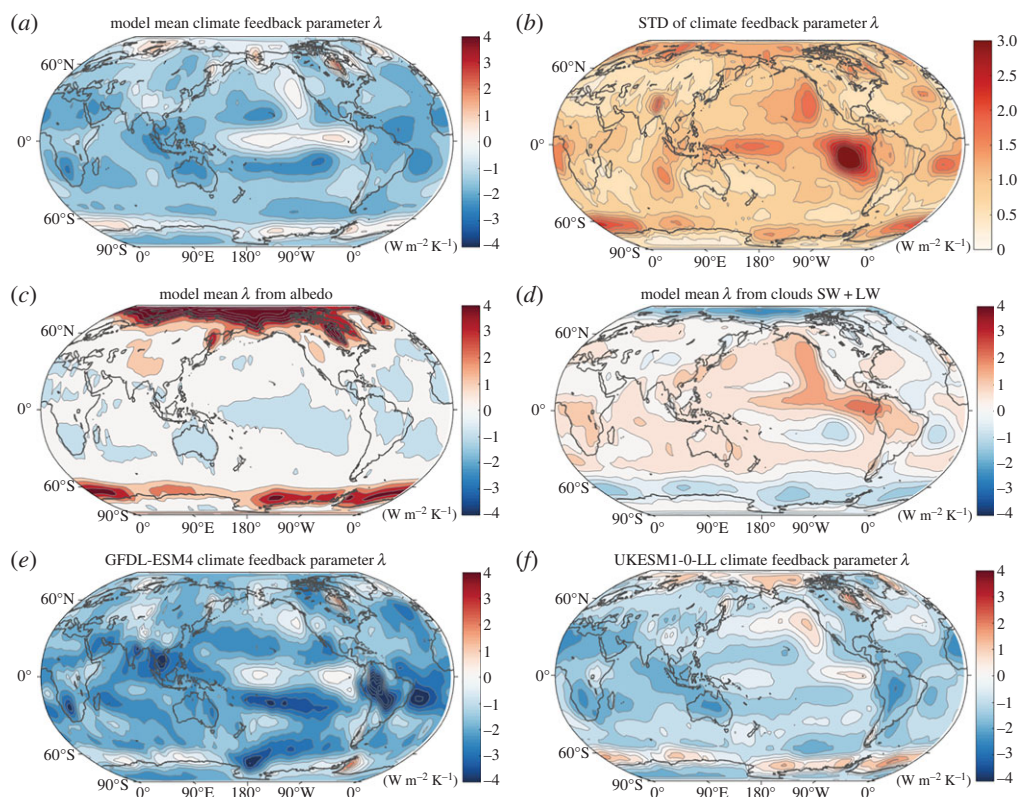 (a) model mean climate feedback parameter λ
60°N
0°
60°S
90°S 0° 90°E 180° 90°W 0° (W m⁻² K⁻¹)
4
3
2
1
0
–1
–2
–3
–4
(b) STD of climate feedback parameter λ
60°N
0°
60°S
90°S 0° 90°E 180° 90°W 0° (W m⁻² K⁻¹)
3.0
2.5
2.0
1.5
1.0
0.5
0
(c) model mean λ from albedo
60°N
0°
60°S
90°S 0° 90°E 180° 90°W 0° (W m⁻² K⁻¹)
4
3
2
1
0
–1
–2
–3
–4
(d) model mean λ from clouds SW + LW
60°N
0°
60°S
90°S 0° 90°E 180° 90°W 0° (W m⁻² K⁻¹)
4
3
2
1
0
–1
–2
–3
–4
(e) GFDL-ESM4 climate feedback parameter λ
60°N
0°
60°S
90°S 0° 90°E 180° 90°W 0° (W m⁻² K⁻¹)
4
3
2
1
0
–1
–2
–3
–4
(f) UKESM1-0-LL climate feedback parameter λ
60°N
0°
60°S
90°S 0° 90°E 180° 90°W 0° (W m⁻² K⁻¹)
4
3
2
1
0
–1
–2
–3
–4